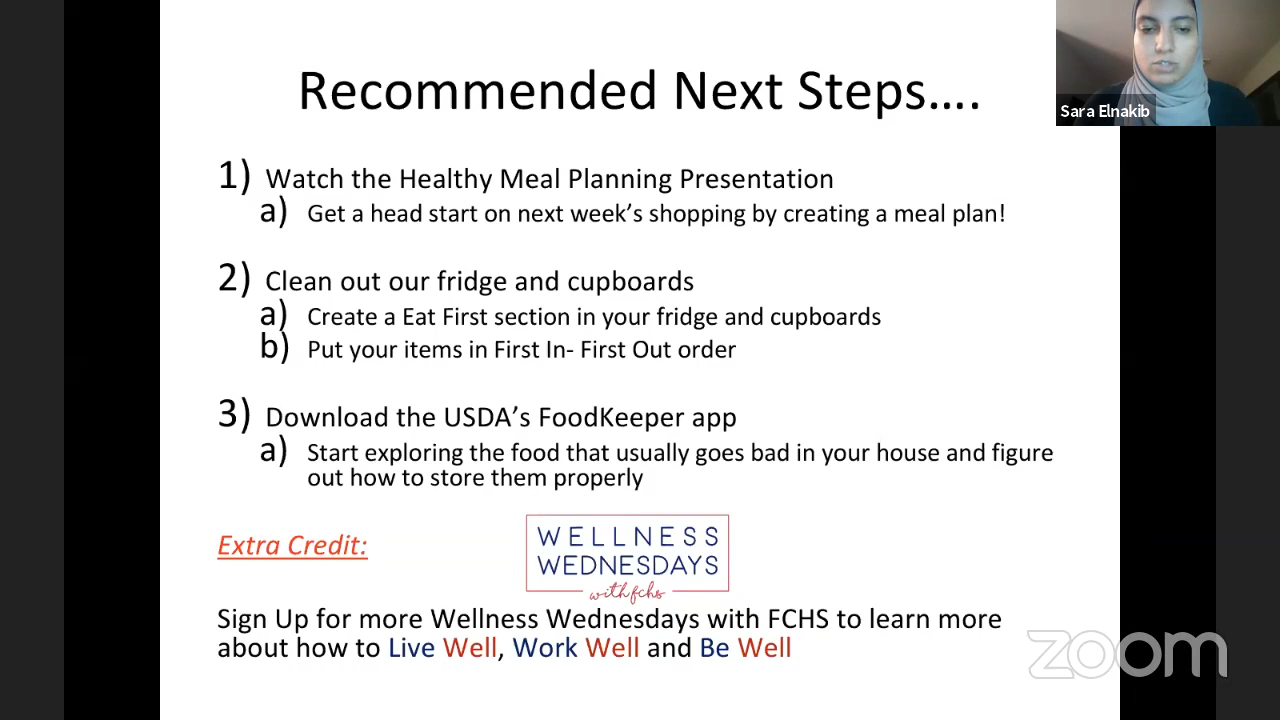 Recommended Next Steps….
Sara Elnakib
1) Watch the Healthy Meal Planning Presentation
a) Get a head start on next week’s shopping by creating a meal plan!
2) Clean out our fridge and cupboards
a) Create a Eat First section in your fridge and cupboards
b) Put your items in First In- First Out order
3) Download the USDA’s FoodKeeper app
a) Start exploring the food that usually goes bad in your house and figure
out how to store them properly
Extra Credit:
WELLNESS
WEDNESDAYS
with fchs
Sign Up for more Wellness Wednesdays with FCHS to learn more
about how to Live Well, Work Well and Be Well
zoom